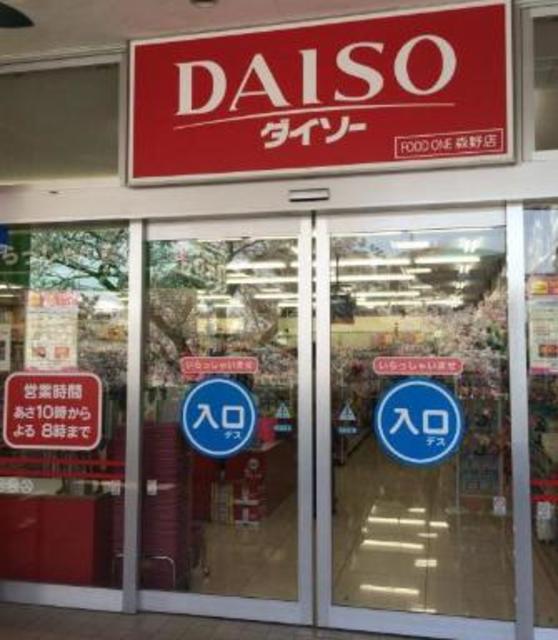 DAISO
ダイソー
FOOD ONE 森野店
いらっしゃいませ
いらっしゃいませ
入口
デス
入口
デス
営業時間
あさ10時から
よる 8時まで